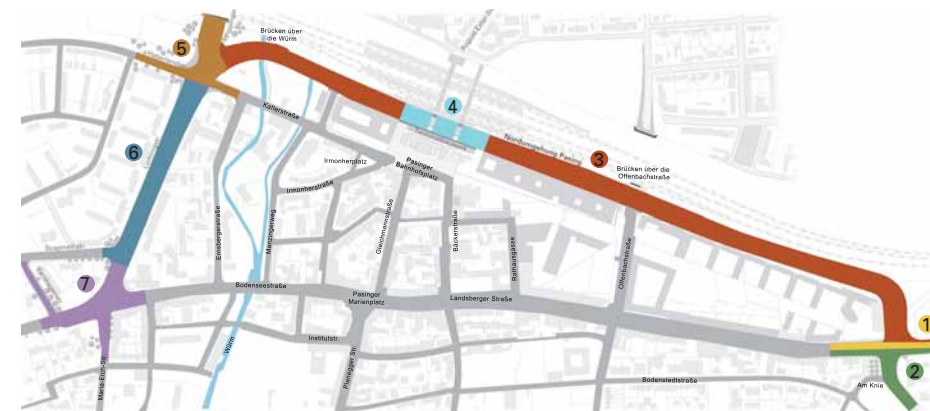 Brücken über
die Würm
5
4
Kaflerstraße
Nordumgehung Pasing
3
6
Irmonherplatz
Pasinger
Bahnhofsplatz
Brücken über die
Offenbachstraße
Irmonherstraße
Ernsbergerstraße
Manzingerweg
Gleichmannstraße
Bäckerstraße
Rathausgasse
Offenbachstraße
7
Bodenseestraße
Pasinger
Marienplatz
Landsberger Straße
1
Würm
Institutstr.
Planegger Str.
Maria-Eich-Str.
Bodenstedtstraße
Am Knie
2